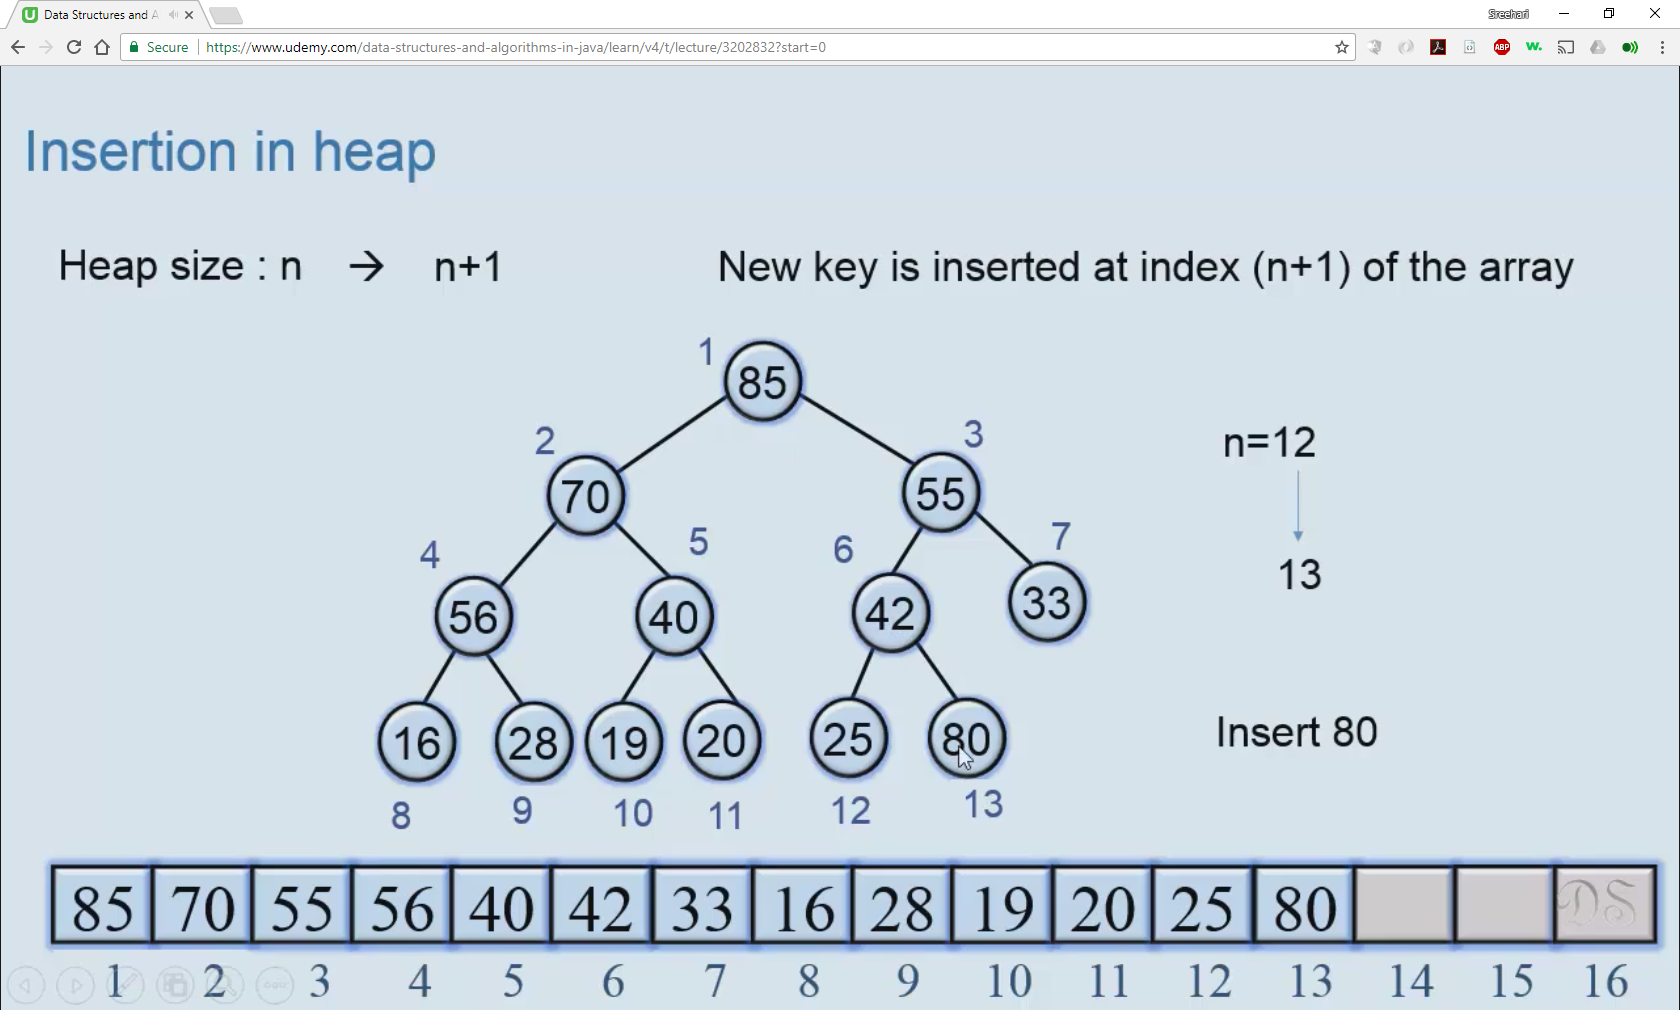 Data Structures and A
Sreehari
Secure
https://www.udemy.com/data-structures-and-algorithms-in-java/learn/v4/t/lecture/3202832?start=0
ABP
w.
Insertion in heap
Heap size : n → n+1
New key is inserted at index (n+1) of the array
1
85
2
3
70
55
n=12
4
5
6
7
56
40
42
33
13
16
28
19
20
25
80
Insert 80
8
9
10
11
12
13
85 70 55 56 40 42 33 16 28 19 20 25 80
DS
1 2 3 4 5 6 7 8 9 10 11 12 13 14 15 16